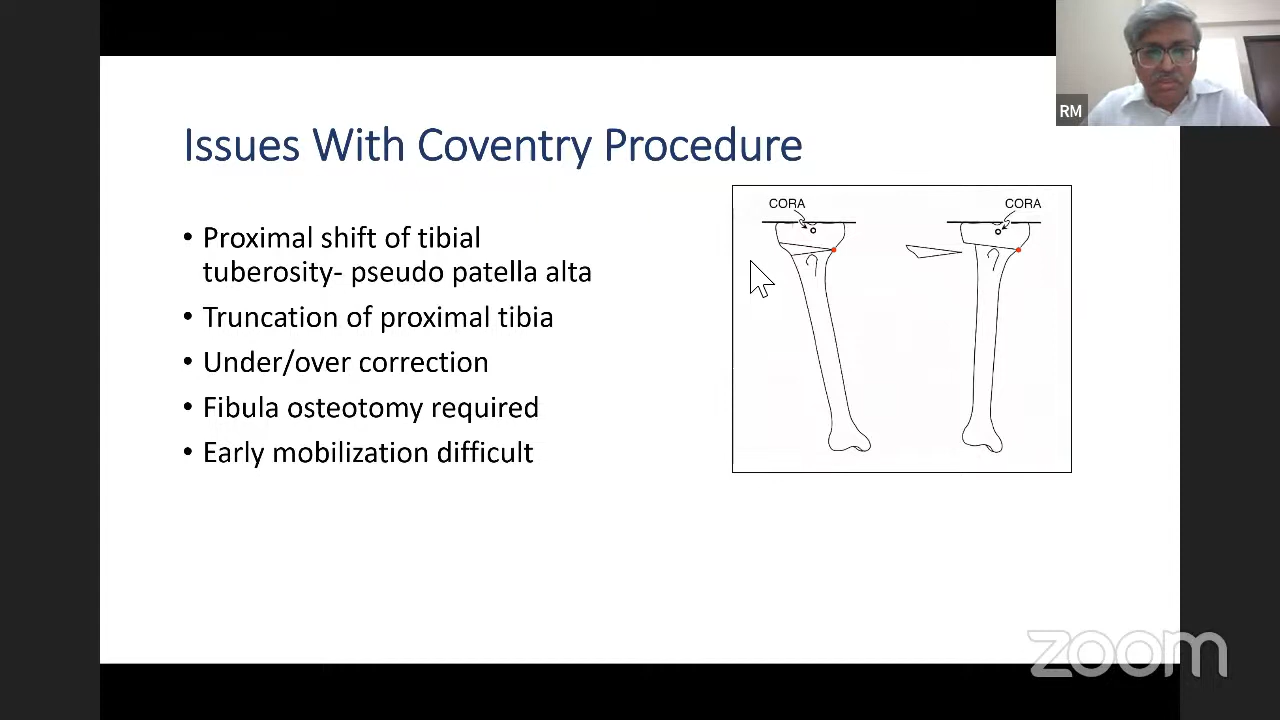 RM
Issues With Coventry Procedure
• Proximal shift of tibial
tuberosity- pseudo patella alta
• Truncation of proximal tibia
• Under/over correction
• Fibula osteotomy required
• Early mobilization difficult
CORA
CORA
zoom